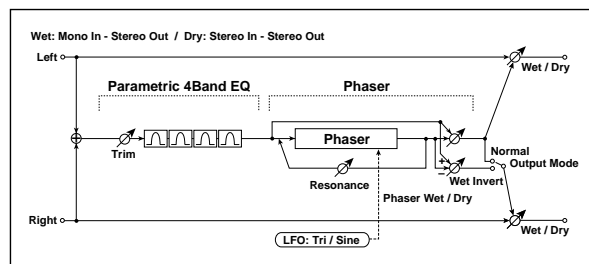 Wet: Mono In - Stereo Out / Dry: Stereo In - Stereo Out
Left
Wet / Dry
Parametric 4Band EQ
Phaser
Phaser
Trim
+
−
Normal
Output Mode
Resonance
Wet Invert
Phaser Wet / Dry
Right
Wet / Dry
LFO: Tri / Sine